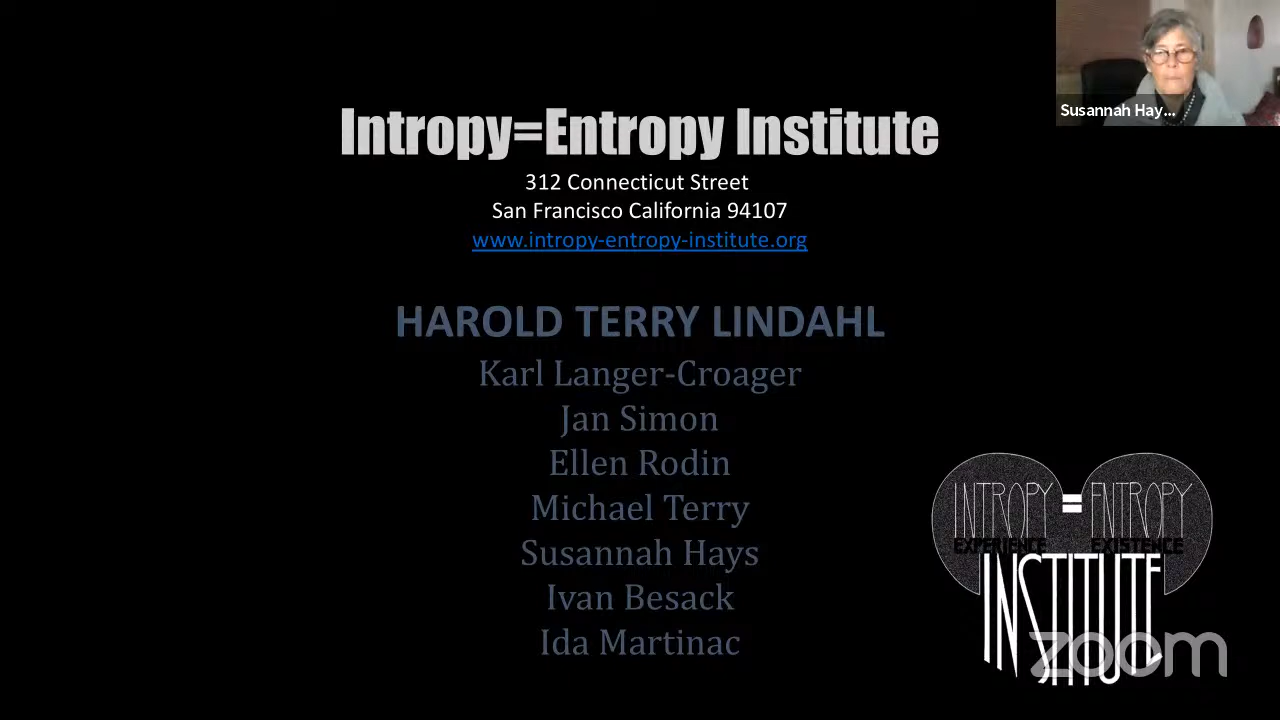 Intropy=Entropy Institute
312 Connecticut Street
San Francisco California 94107
www.intropy-entropy-institute.org
HAROLD TERRY LINDAHL
Karl Langer-Croager
Jan Simon
Ellen Rodin
Michael Terry
Susannah Hays
Ivan Besack
Ida Martinac
Susannah Hay...
INTROPY = ENTROPY
EXPERIENCE EXISTENCE
INSTITUTE
zoom